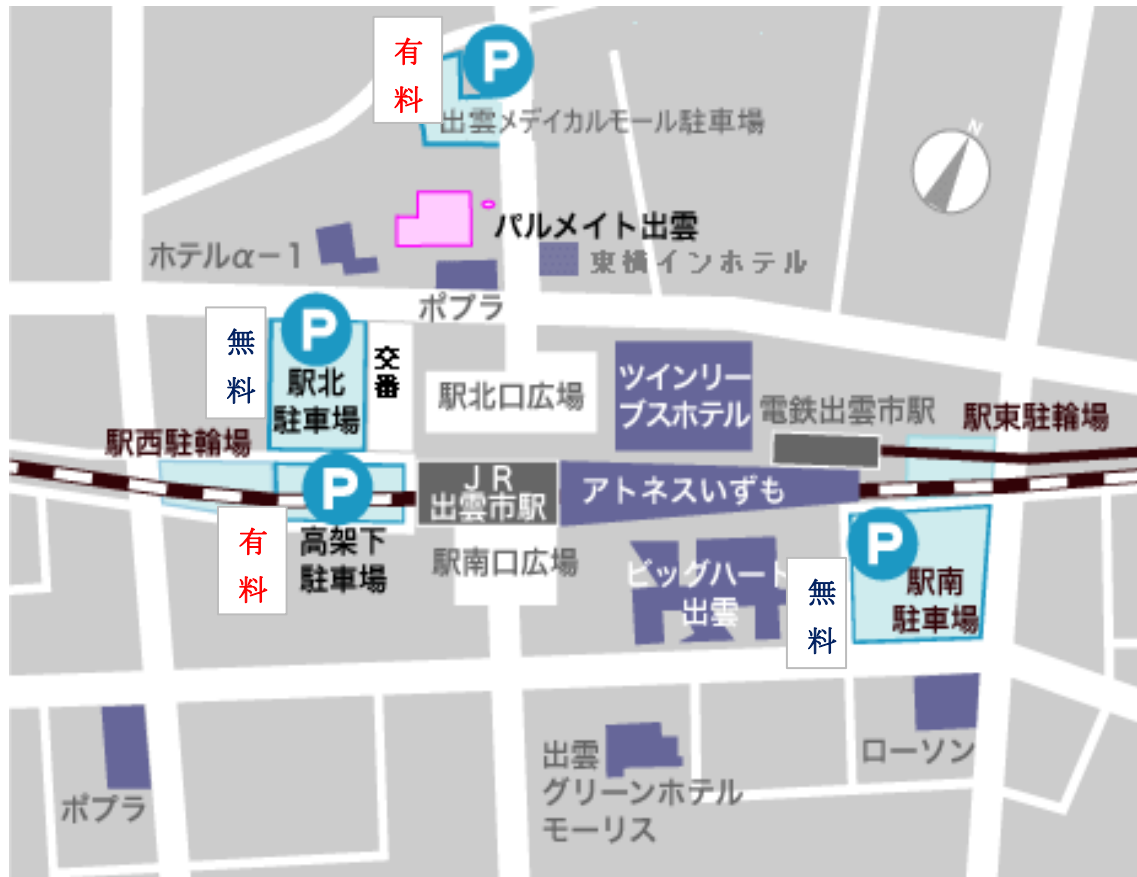 有
料
P
出雲メディカルモール駐車場
N
パルメイト出雲
ホテルα－1
東横インホテル
ポプラ
無
料
P
駅北
駐車場
交
番
駅北口広場
ツインリー
ブスホテル
電鉄出雲市駅
駅東駐輪場
駅西駐輪場
P
ＪＲ
出雲市駅
アトネスいずも
有
料
高架下
駐車場
駅南口広場
ビッグハート
出雲
無
料
P
駅南
駐車場
ローソン
出雲
グリーンホテル
モーリス
ポプラ